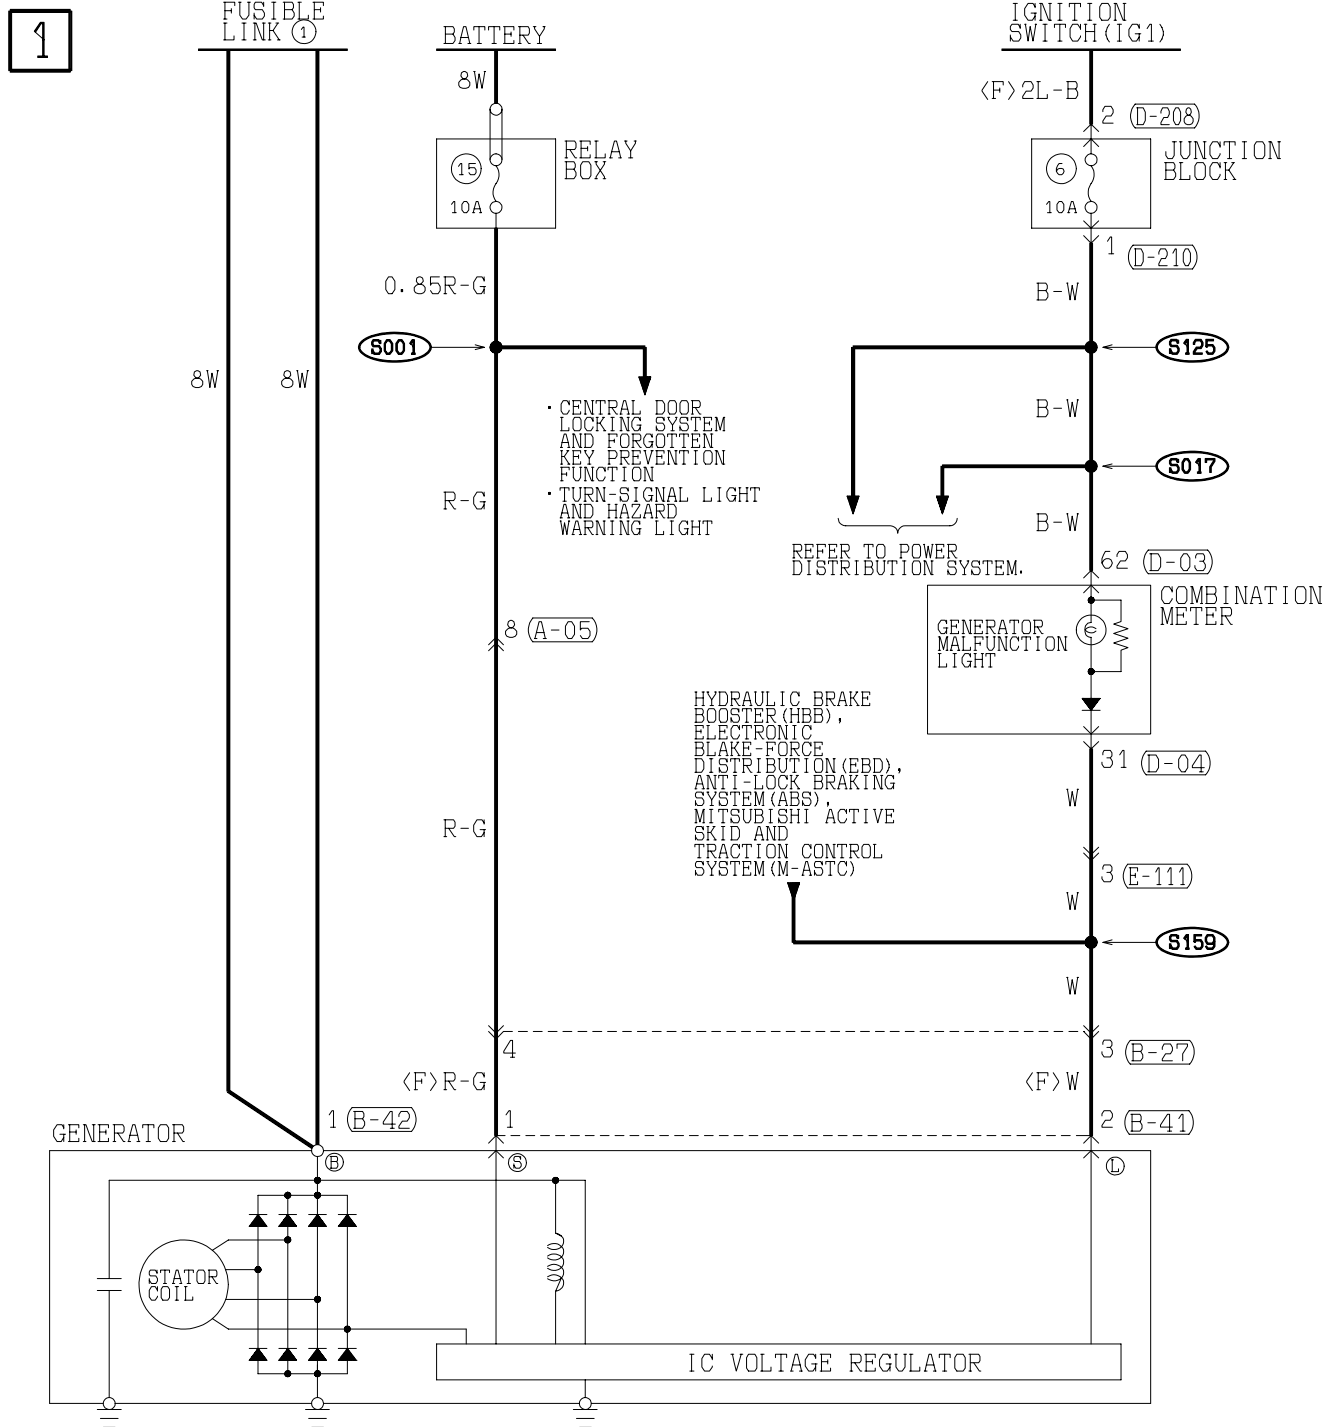 1
FUSIBLE
LINK ①
BATTERY
IGNITION
SWITCH(IG1)
8W
<F>2L-B
2 (D-208)
RELAY
BOX
15
10A
JUNCTION
BLOCK
6
10A
1 (D-210)
0.85R-G
B-W
S001
S125
8W
8W
B-W
· CENTRAL DOOR
LOCKING SYSTEM
AND FORGOTTEN
KEY PREVENTION
FUNCTION
· TURN-SIGNAL LIGHT
AND HAZARD
WARNING LIGHT
S017
R-G
B-W
REFER TO POWER
DISTRIBUTION SYSTEM.
62 (D-03)
COMBINATION
METER
8 (A-05)
GENERATOR
MALFUNCTION
LIGHT
HYDRAULIC BRAKE
BOOSTER(HBB),
ELECTRONIC
BLAKE-FORCE
DISTRIBUTION(EBD),
ANTI-LOCK BRAKING
SYSTEM(ABS),
MITSUBISHI ACTIVE
SKID AND
TRACTION CONTROL
SYSTEM(M-ASTC)
31 (D-04)
W
R-G
3 (E-111)
W
S159
W
4
3 (B-27)
<F>R-G
<F>W
1 (B-42)
1
2 (B-41)
GENERATOR
B
S
L
STATOR
COIL
IC VOLTAGE REGULATOR